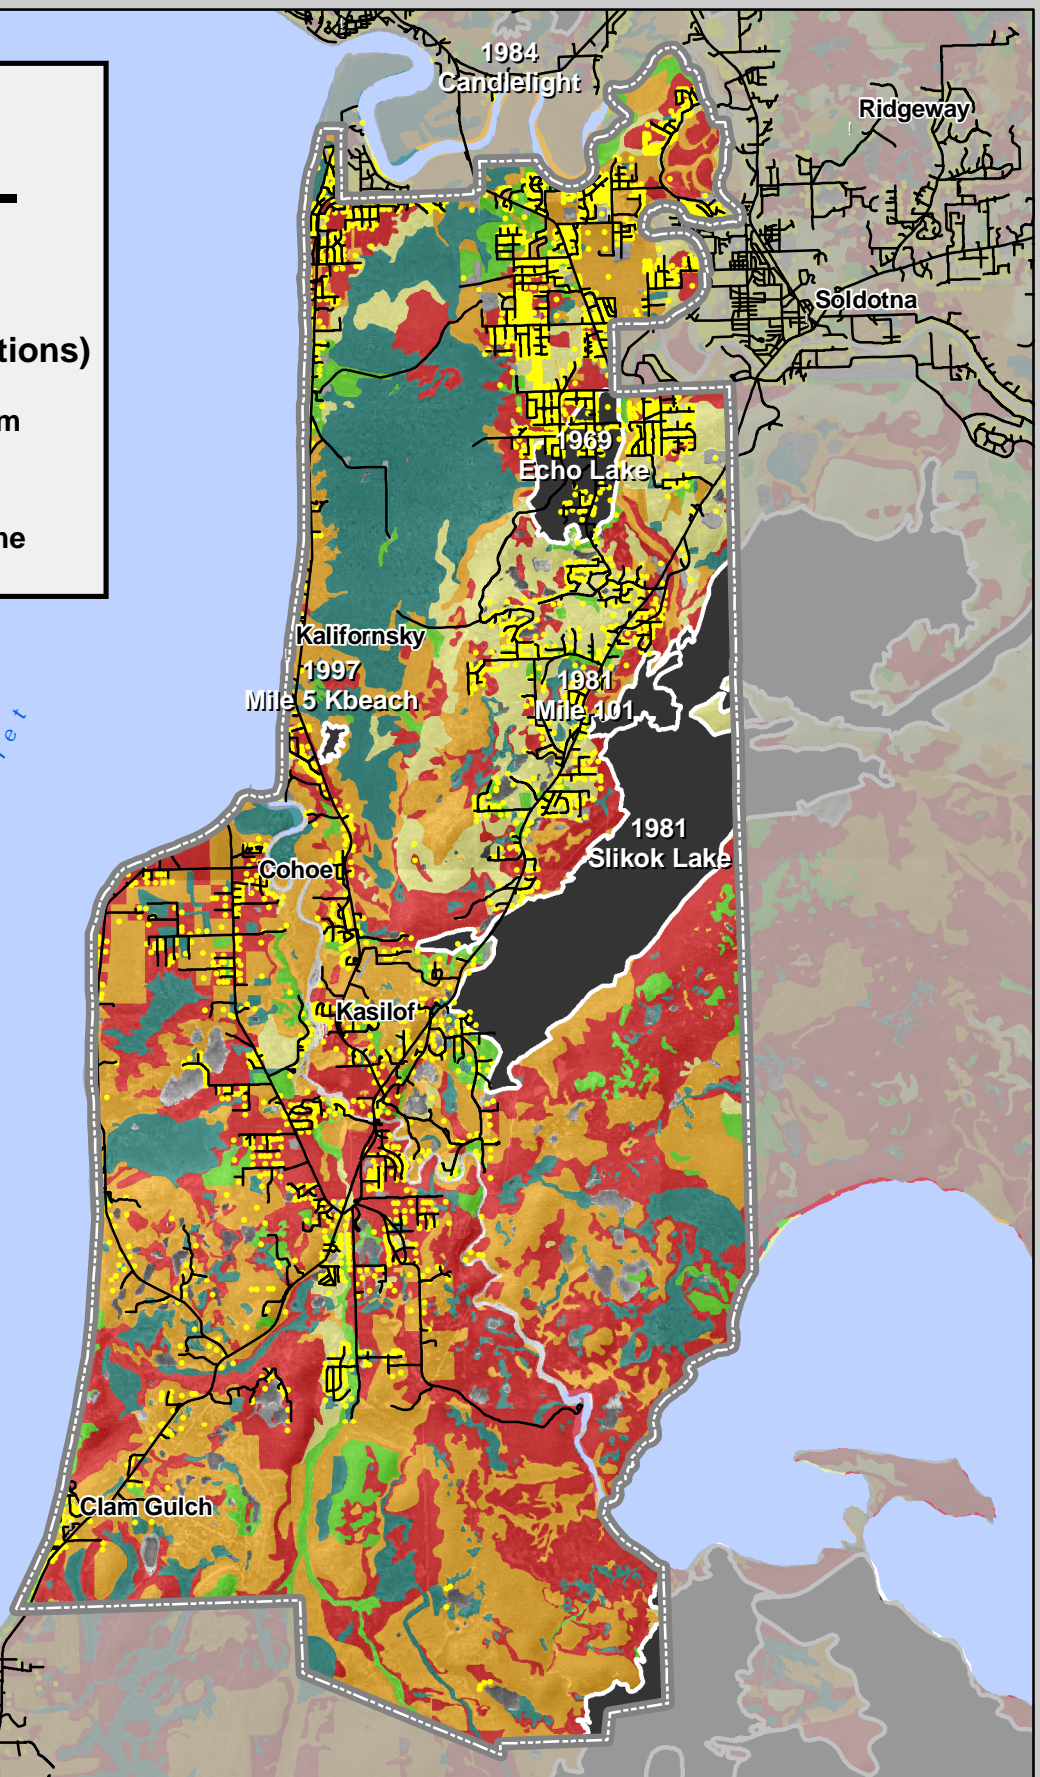 1984
Candlelight
Ridgeway
Soldotna
tions)
m
1969
Echo Lake
ne
Kalifornsky
1997
Mile 5 Kbeach
1981
Mile 101
et
1981
Slikok Lake
Cohoe
Kasilof
Clam Gulch